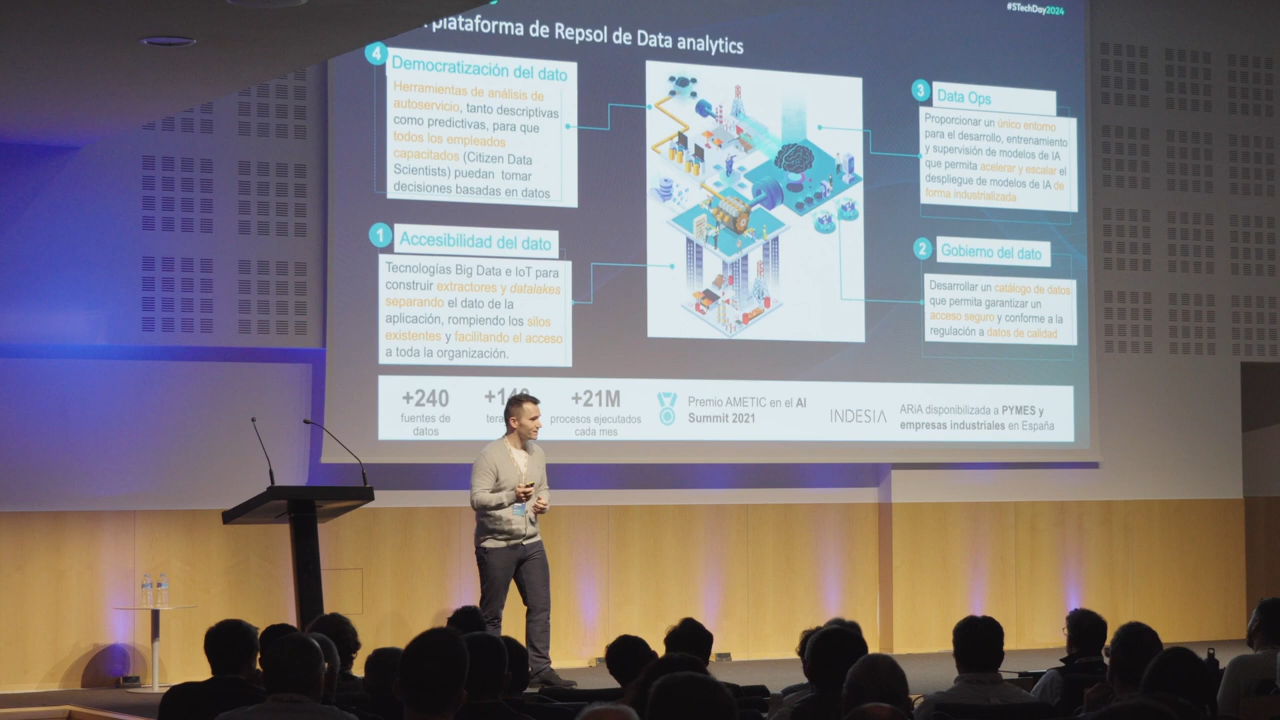 #STechDay2024
plataforma de Repsol de Data analytics
4
Democratización del dato
Herramientas de análisis de
autoservicio, tanto descriptivas
como predictivas, para que
todos los empleados
capacitados (Citizen Data
Scientists) puedan tomar
decisiones basadas en datos
1
Accesibilidad del dato
Tecnologías Big Data e IoT para
construir extractores y datalakes
separando el dato de la
aplicación, rompiendo los silos
existentes y facilitando el acceso
a toda la organización.
3
Data Ops
Proporcionar un único entorno
para el desarrollo, entrenamiento
y supervisión de modelos de IA
que permita acelerar y escalar el
despliegue de modelos de IA de
forma industrializada
2
Gobierno del dato
Desarrollar un catálogo de datos
que permita garantizar un
acceso seguro y conforme a la
regulación a datos de calidad
+240
fuentes de
datos
+21M
procesos ejecutados
cada mes
Premio AMETIC en el AI
Summit 2021
INDESIA
ARiA disponibilizada a PYMES y
empresas industriales en España